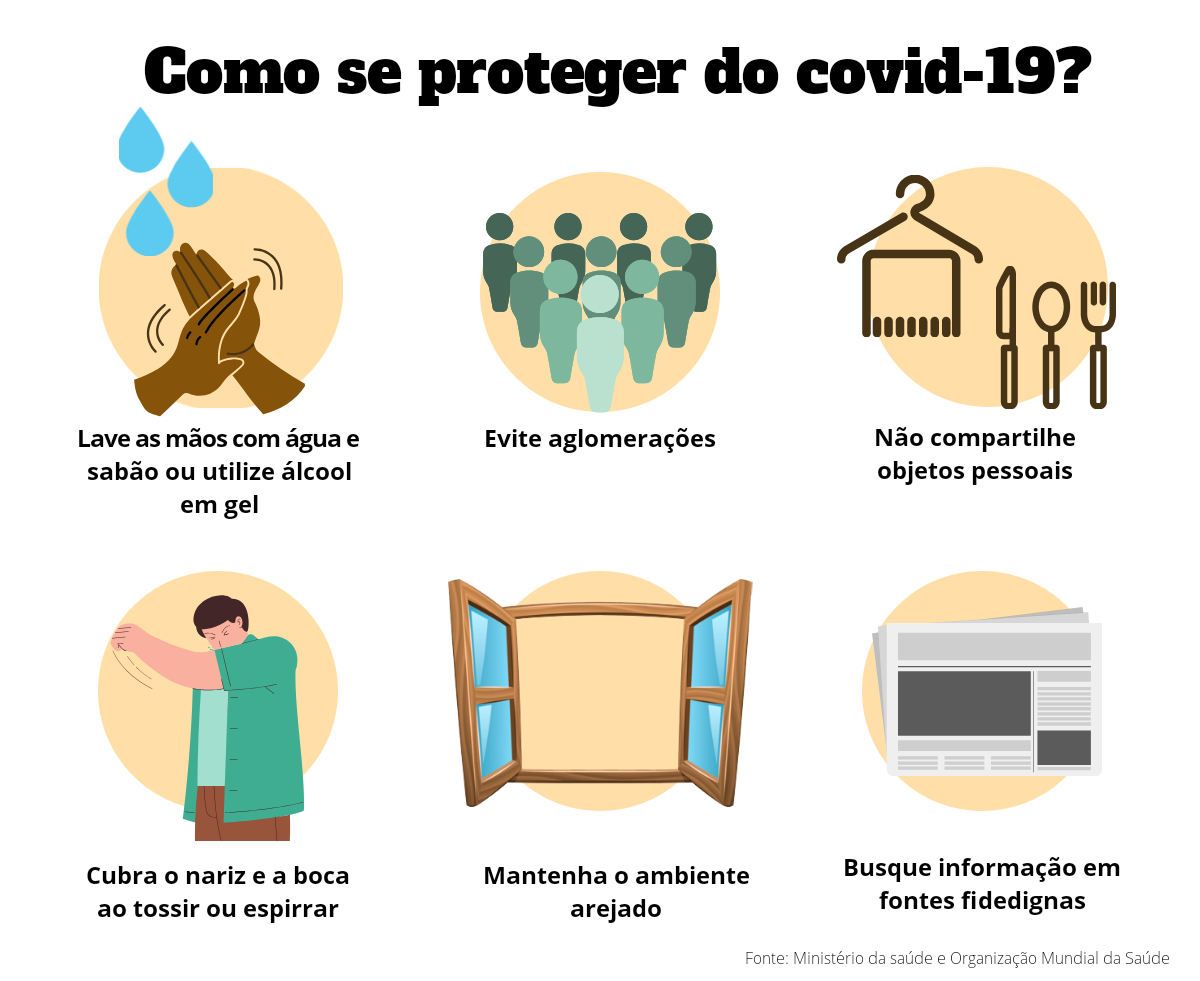 Como se proteger do covid-19?
Lave as mãos com água e
sabão ou utilize álcool
em gel
Evite aglomerações
Não compartilhe
objetos pessoais
Cubra o nariz e a boca
ao tossir ou espirrar
Mantenha o ambiente
arejado
Busque informação em
fontes fidedignas
Fonte: Ministério da saúde e Organização Mundial da Saúde